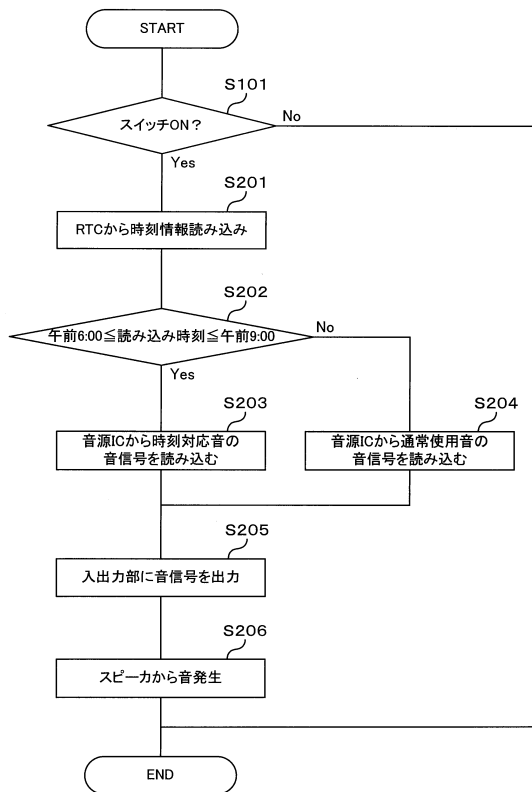 START
S101
スイッチON?
No
Yes
S201
RTCから時刻情報読み込み
S202
午前6:00≦読み込み時刻≦午前9:00
No
Yes
S203
音源ICから時刻対応音の
音信号を読み込む
S204
音源ICから通常使用音の
音信号を読み込む
S205
入出力部に音信号を出力
S206
スピーカから音発生
END